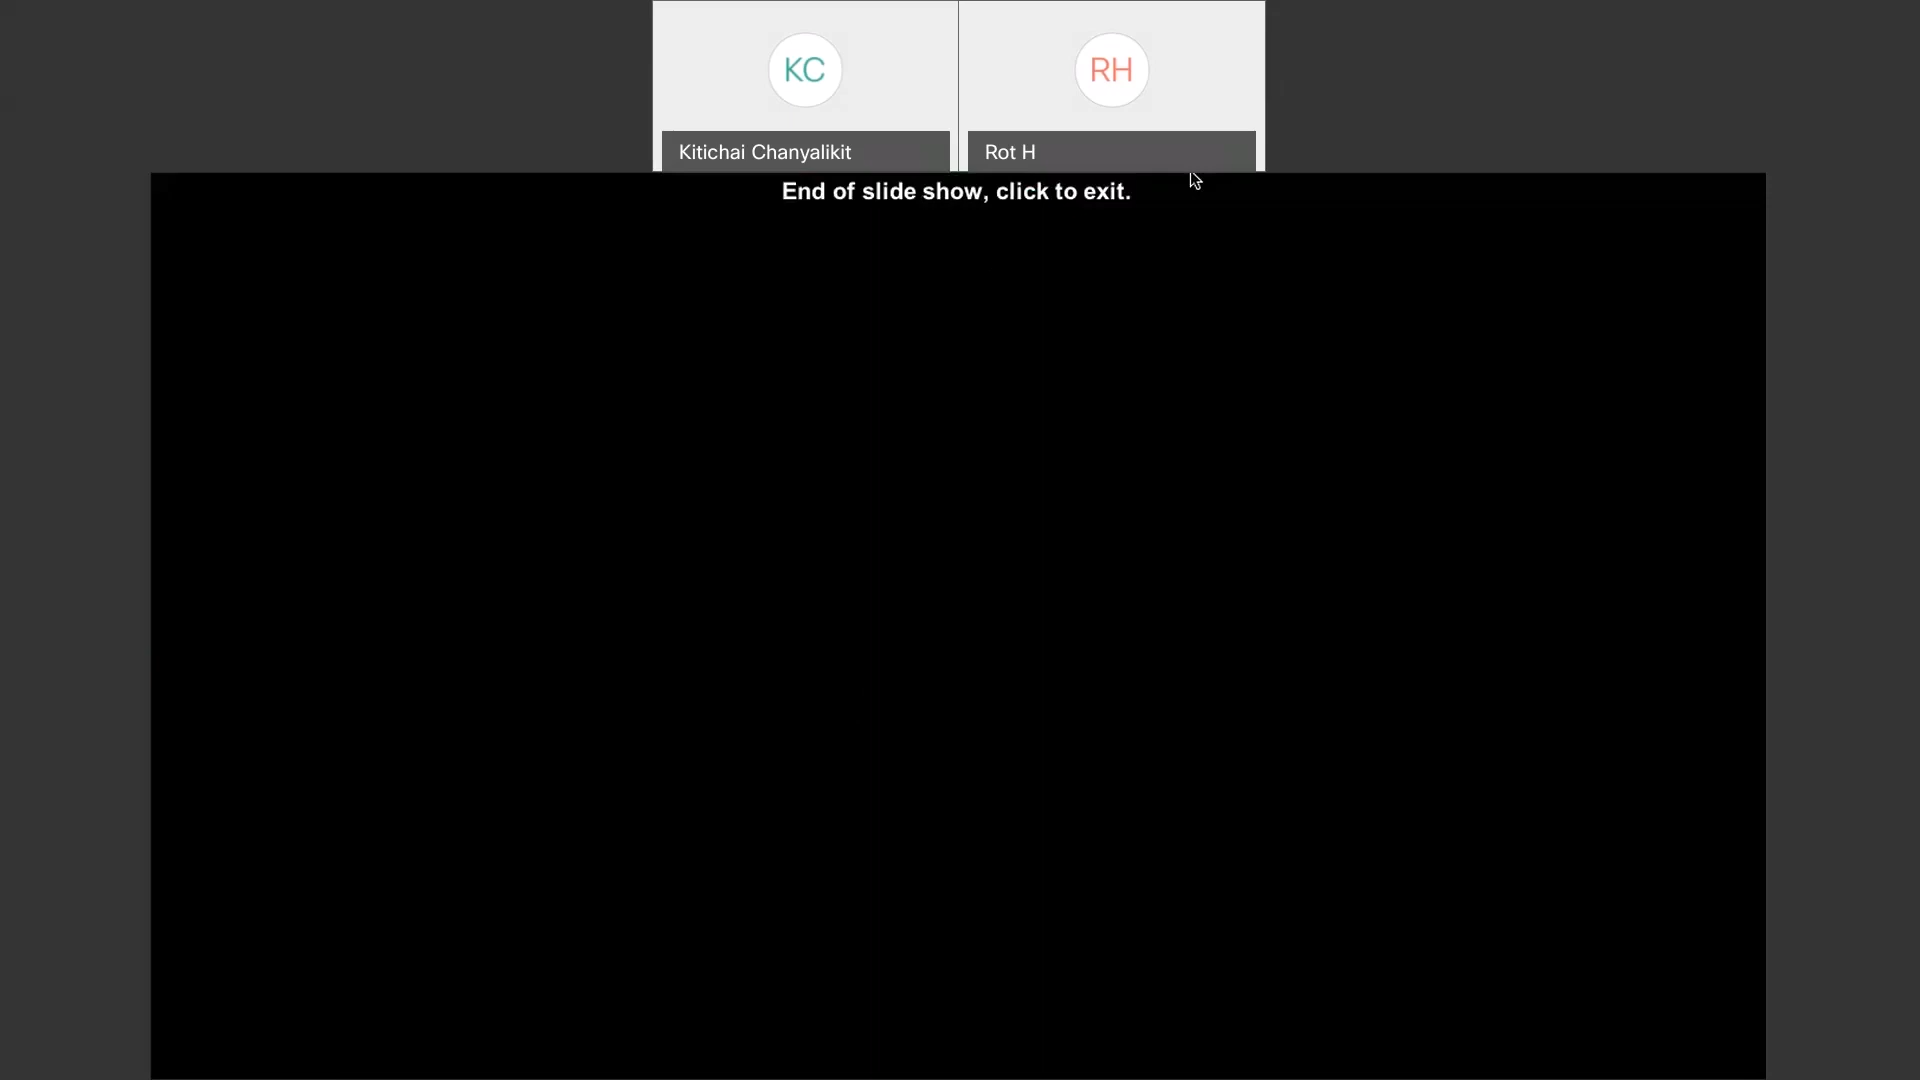 KC
RH
Kitichai Chanyalikit
Rot H
End of slide show, click to exit.